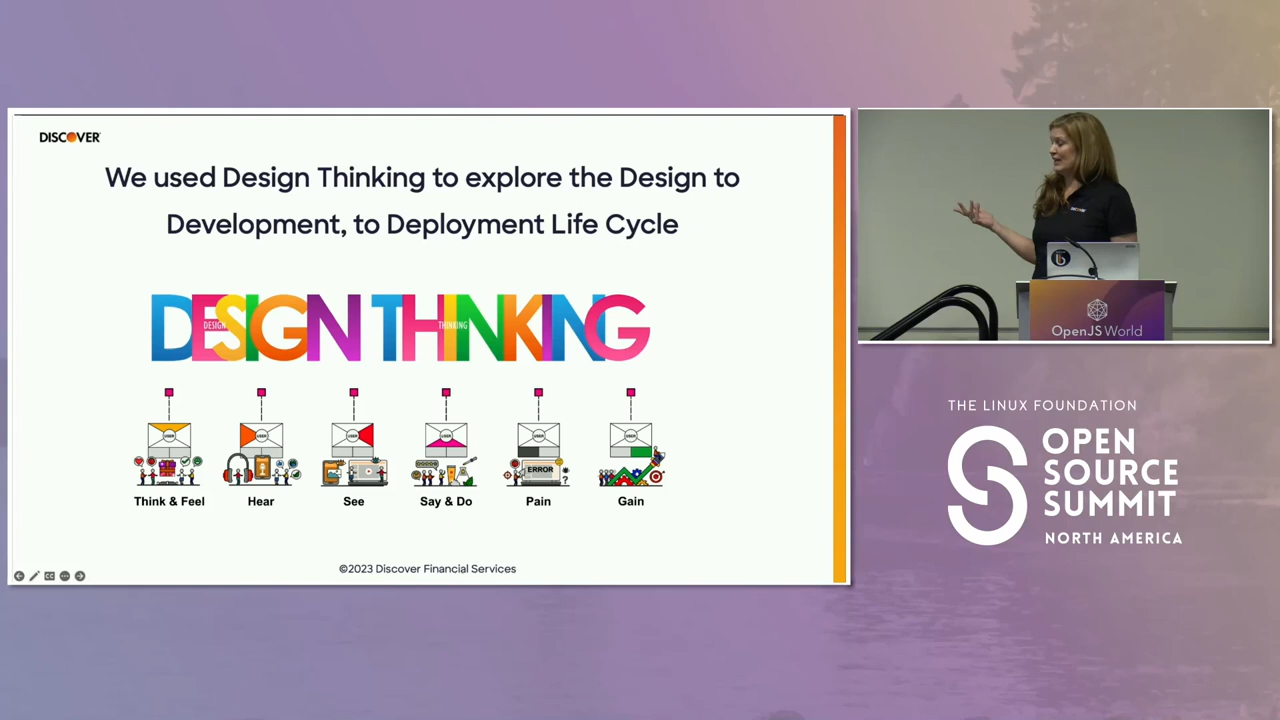 DISCOVER
We used Design Thinking to explore the Design to
Development, to Deployment Life Cycle
DESIGN THINKING
DESIGN
THINKING
USER
USER
USER
USER
USER
USER
ERROR
Think & Feel
Hear
See
Say & Do
Pain
Gain
©2023 Discover Financial Services
OpenJS World
THE LINUX FOUNDATION
OPEN
SOURCE
SUMMIT
NORTH AMERICA